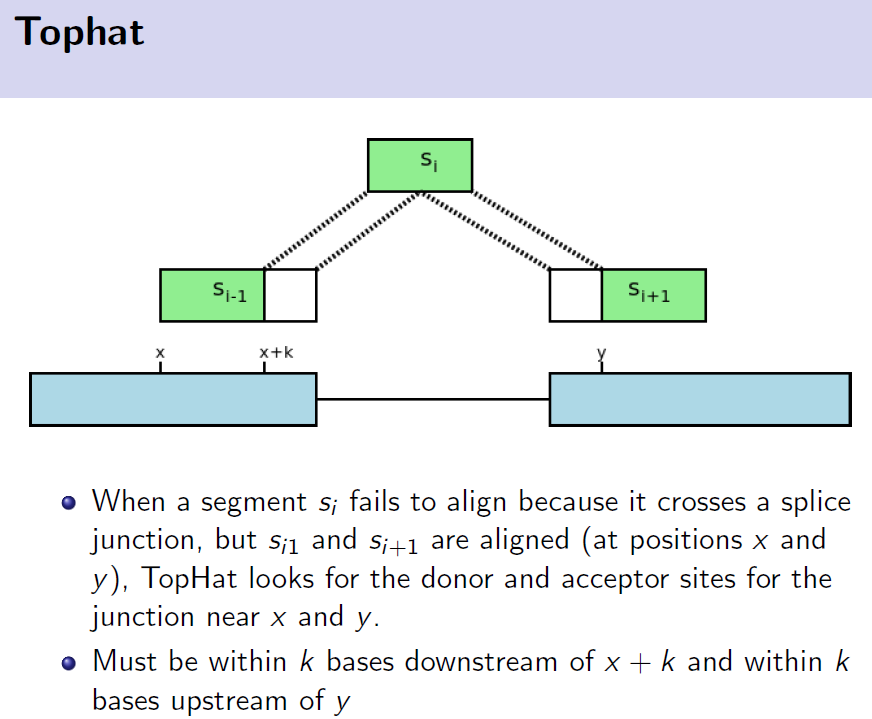 Tophat
sᵢ
sᵢ₋₁
sᵢ₊₁
x
x+k
y
When a segment sᵢ fails to align because it crosses a splice
junction, but sᵢ₁ and sᵢ₊₁ are aligned (at positions x and
y), TopHat looks for the donor and acceptor sites for the
junction near x and y.
Must be within k bases downstream of x + k and within k
bases upstream of y